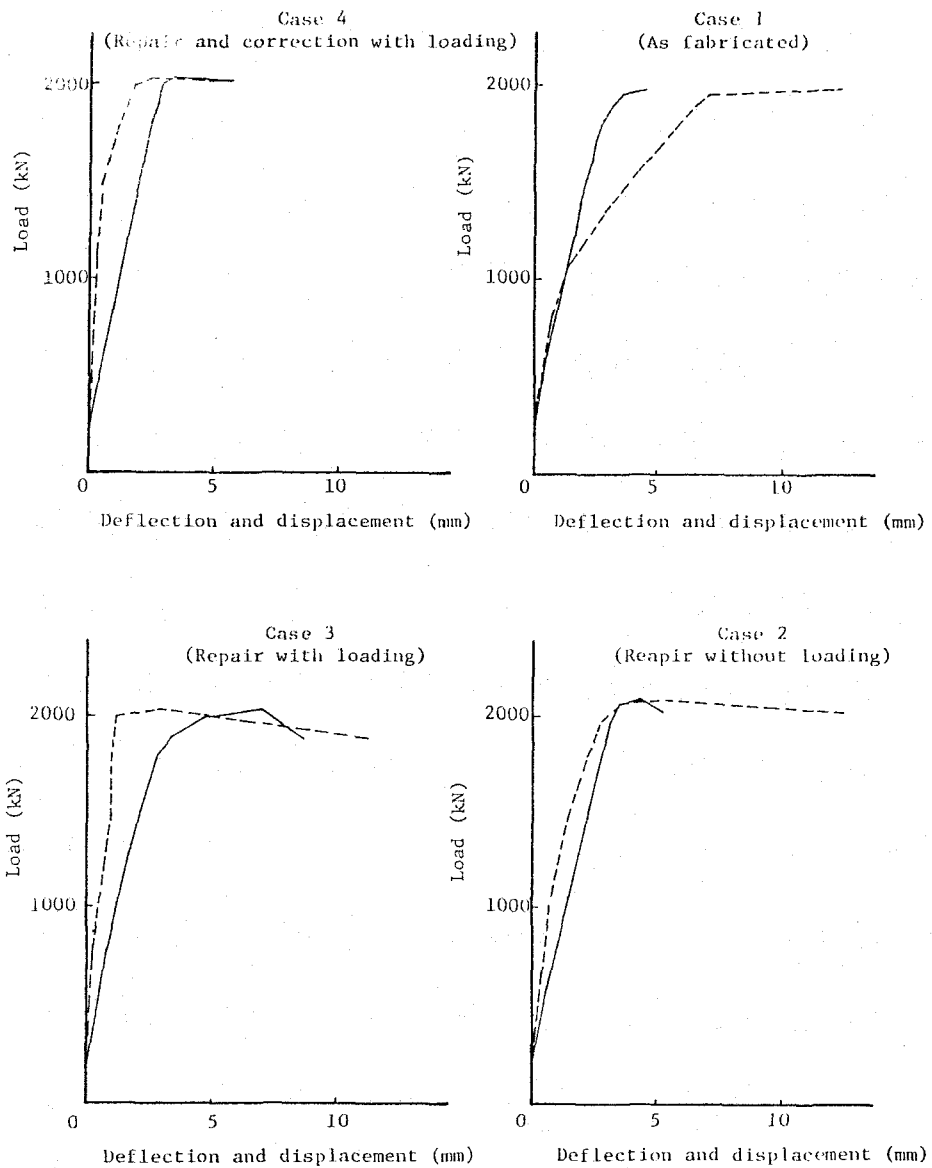 Case 4
(Repair and correction with loading)
2000
1000
Load (kN)
0
5
10
Deflection and displacement (mm)
Case 1
(As fabricated)
2000
1000
Load (kN)
0
5
10
Deflection and displacement (mm)
Case 3
(Repair with loading)
2000
1000
Load (kN)
0
5
10
Deflection and displacement (mm)
Case 2
(Reapir without loading)
2000
1000
Load (kN)
0
5
10
Deflection and displacement (mm)